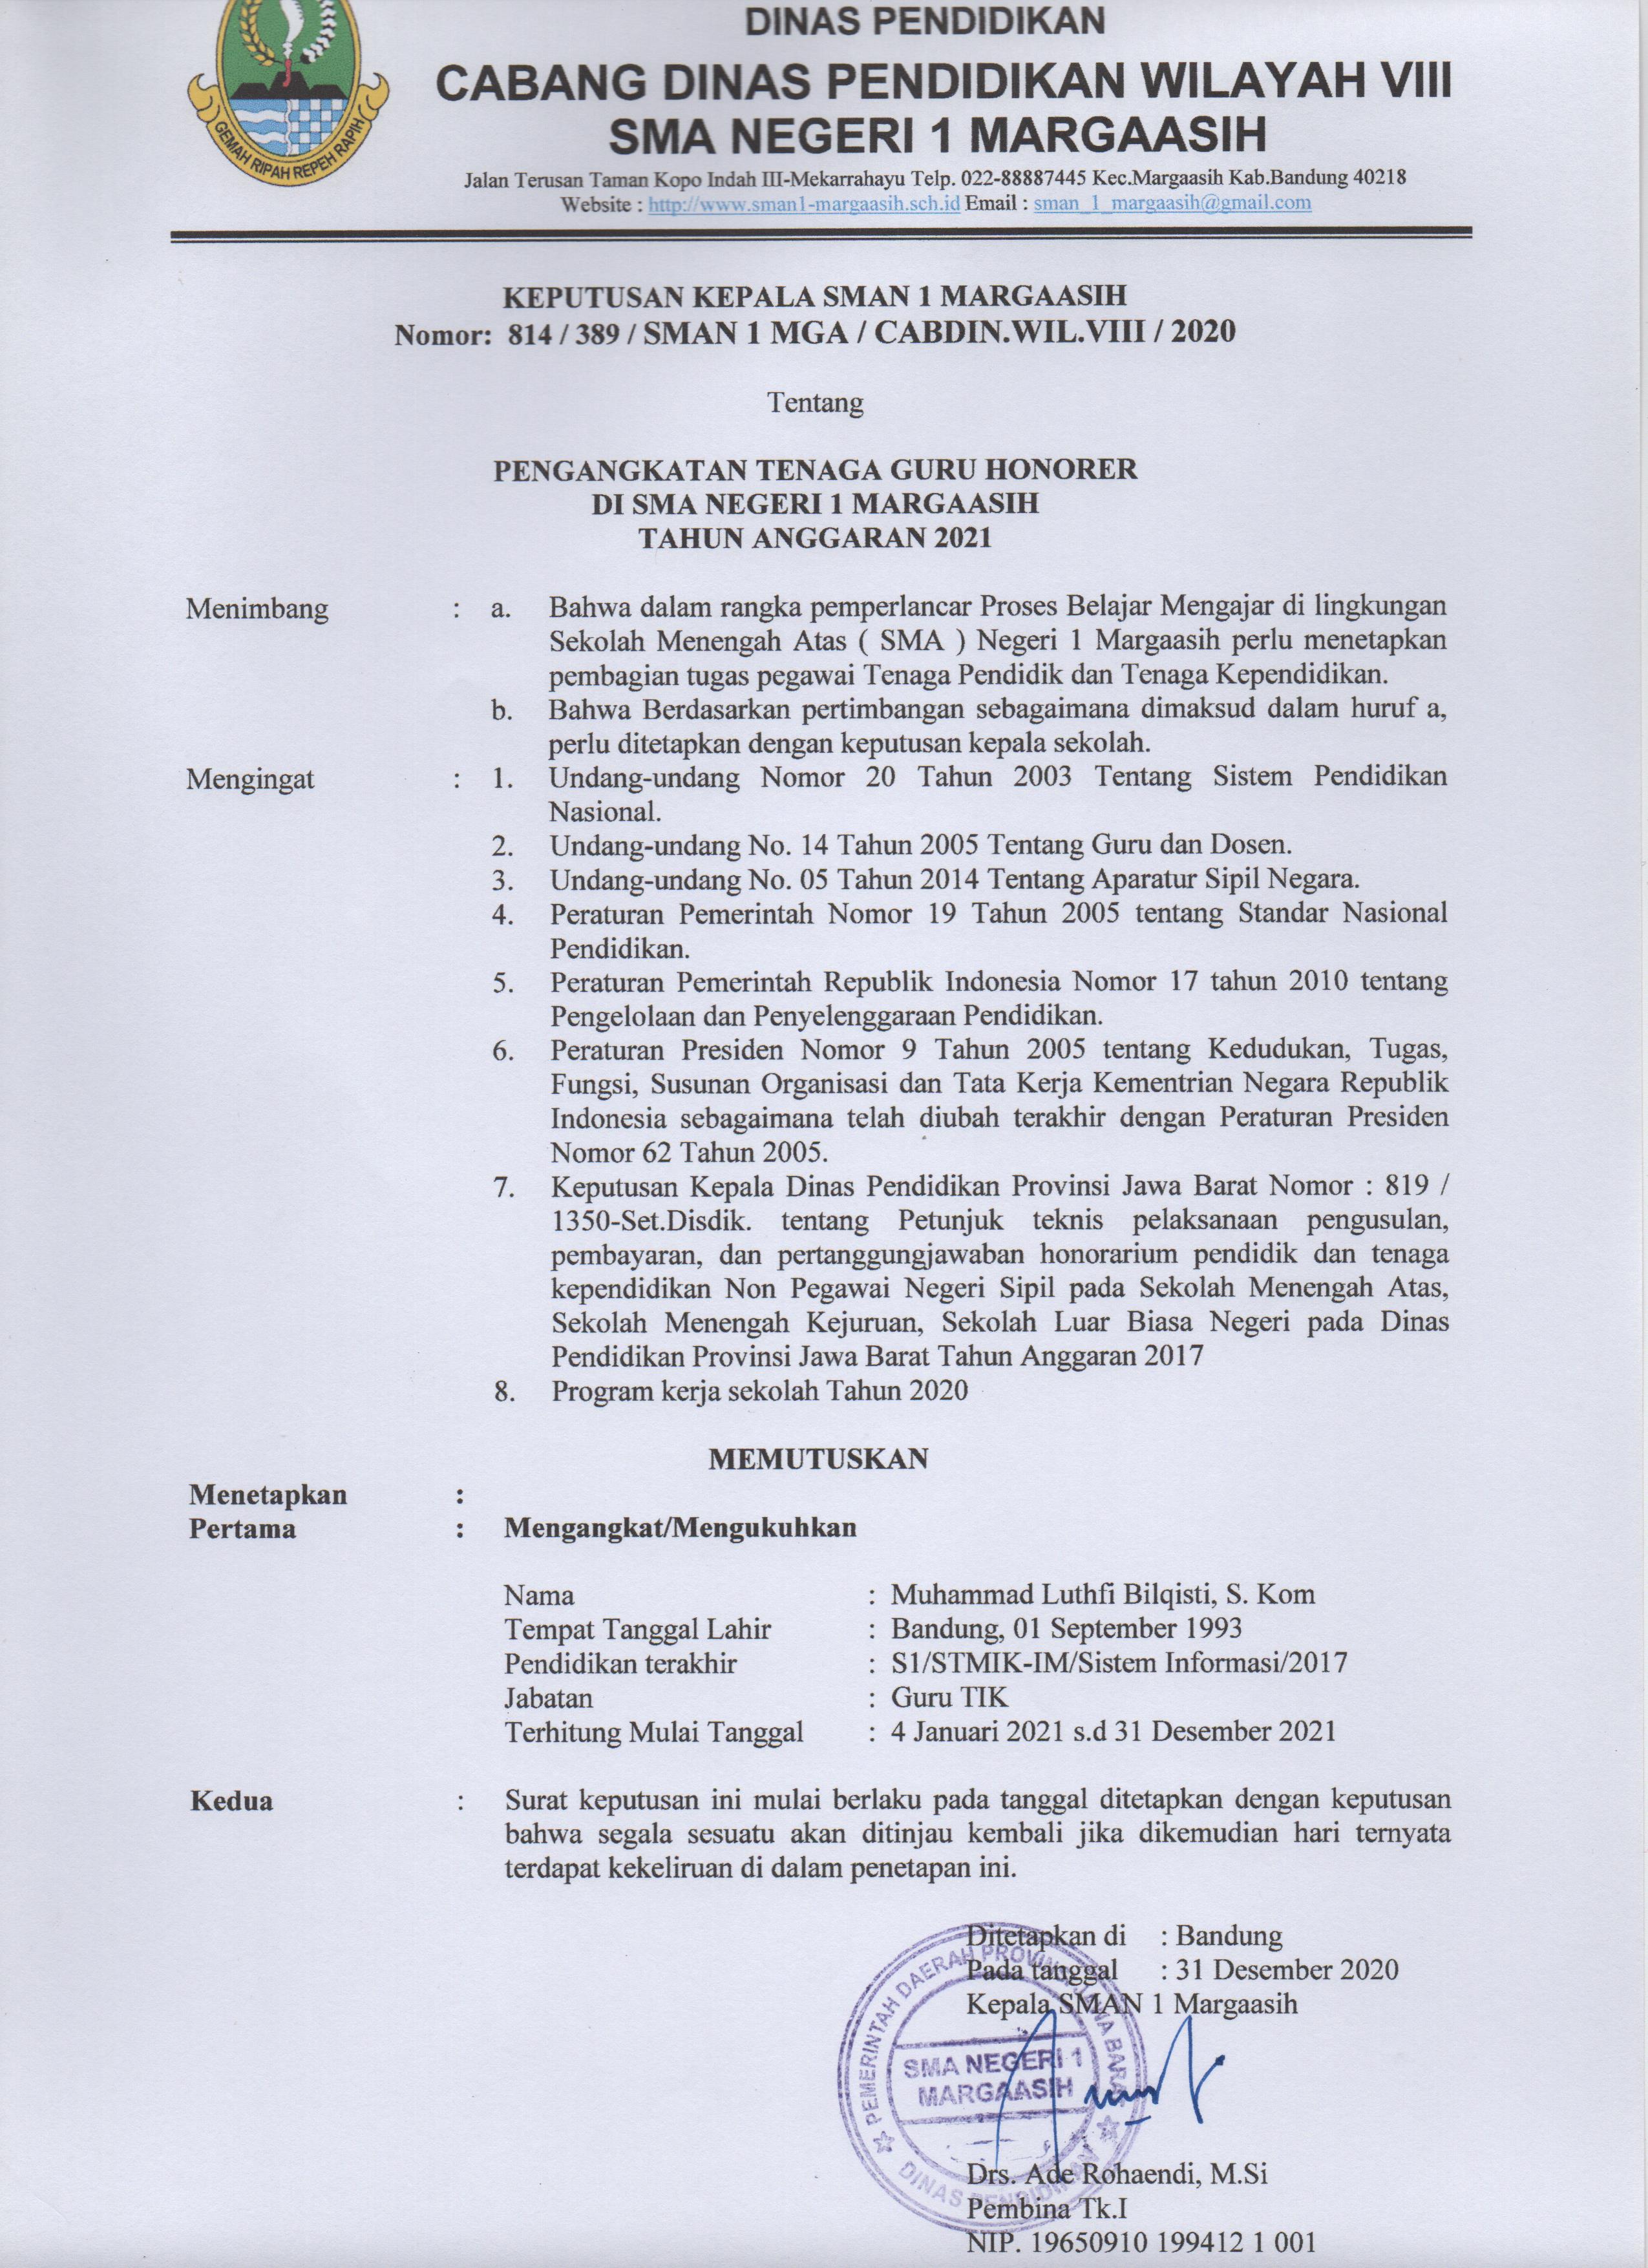 DINAS PENDIDIKAN
CABANG DINAS PENDIDIKAN WILAYAH VIII
SMA NEGERI 1 MARGAASIH
Jalan Terusan Taman Kopo Indah III-Mekarrahayu Telp. 022-88887445 Kec.Margaasih Kab.Bandung 40218
Website : http://www.sman1-margaasih.sch.id Email : sman_1_margaasih@gmail.com
GEMAH RIPAH REPEH RAPIH
KEPUTUSAN KEPALA SMAN 1 MARGAASIH
Nomor: 814 / 389 / SMAN 1 MGA / CABDIN.WIL.VIII / 2020
Tentang
PENGANGKATAN TENAGA GURU HONORER
DI SMA NEGERI 1 MARGAASIH
TAHUN ANGGARAN 2021
Menimbang : a. Bahwa dalam rangka pemperlancar Proses Belajar Mengajar di lingkungan
Sekolah Menengah Atas ( SMA ) Negeri 1 Margaasih perlu menetapkan
pembagian tugas pegawai Tenaga Pendidik dan Tenaga Kependidikan.
b. Bahwa Berdasarkan pertimbangan sebagaimana dimaksud dalam huruf a,
perlu ditetapkan dengan keputusan kepala sekolah.
Mengingat : 1. Undang-undang Nomor 20 Tahun 2003 Tentang Sistem Pendidikan
Nasional.
2. Undang-undang No. 14 Tahun 2005 Tentang Guru dan Dosen.
3. Undang-undang No. 05 Tahun 2014 Tentang Aparatur Sipil Negara.
4. Peraturan Pemerintah Nomor 19 Tahun 2005 tentang Standar Nasional
Pendidikan.
5. Peraturan Pemerintah Republik Indonesia Nomor 17 tahun 2010 tentang
Pengelolaan dan Penyelenggaraan Pendidikan.
6. Peraturan Presiden Nomor 9 Tahun 2005 tentang Kedudukan, Tugas,
Fungsi, Susunan Organisasi dan Tata Kerja Kementrian Negara Republik
Indonesia sebagaimana telah diubah terakhir dengan Peraturan Presiden
Nomor 62 Tahun 2005.
7. Keputusan Kepala Dinas Pendidikan Provinsi Jawa Barat Nomor : 819 /
1350-Set.Disdik. tentang Petunjuk teknis pelaksanaan pengusulan,
pembayaran, dan pertanggungjawaban honorarium pendidik dan tenaga
kependidikan Non Pegawai Negeri Sipil pada Sekolah Menengah Atas,
Sekolah Menengah Kejuruan, Sekolah Luar Biasa Negeri pada Dinas
Pendidikan Provinsi Jawa Barat Tahun Anggaran 2017
8. Program kerja sekolah Tahun 2020
MEMUTUSKAN
Menetapkan :
Pertama : Mengangkat/Mengukuhkan
Nama : Muhammad Luthfi Bilqisti, S. Kom
Tempat Tanggal Lahir : Bandung, 01 September 1993
Pendidikan terakhir : S1/STMIK-IM/Sistem Informasi/2017
Jabatan : Guru TIK
Terhitung Mulai Tanggal : 4 Januari 2021 s.d 31 Desember 2021
Kedua : Surat keputusan ini mulai berlaku pada tanggal ditetapkan dengan keputusan
bahwa segala sesuatu akan ditinjau kembali jika dikemudian hari ternyata
terdapat kekeliruan di dalam penetapan ini.
Ditetapkan di : Bandung
Pada tanggal : 31 Desember 2020
Kepala SMAN 1 Margaasih
PEMERINTAH DAERAH PROVINSI JAWA BARAT
SMA NEGERI 1
MARGAASIH
DINAS PENDIDIKAN
Drs. Ade Rohaendi, M.Si
Pembina Tk.I
NIP. 19650910 199412 1 001